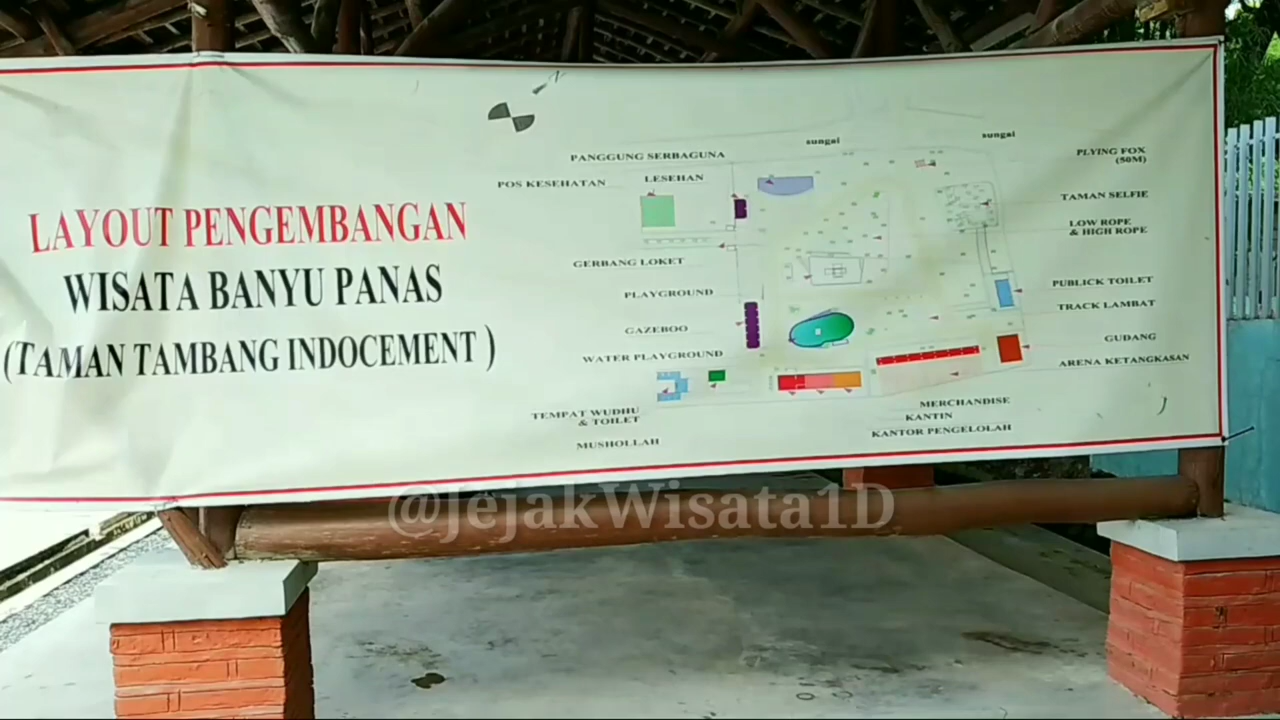 LAYOUT PENGEMBANGAN
WISATA BANYU PANAS
(TAMAN TAMBANG INDOCEMENT )
N
sungai
sungai
PANGGUNG SERBAGUNA
LESEHAN
POS KESEHATAN
GERBANG LOKET
PLAYGROUND
GAZEBOO
WATER PLAYGROUND
TEMPAT WUDHU
& TOILET
MUSHOLLAH
PLYING FOX
(50M)
TAMAN SELFIE
LOW ROPE
& HIGH ROPE
PUBLICK TOILET
TRACK LAMBAT
GUDANG
ARENA KETANGKASAN
MERCHANDISE
KANTIN
KANTOR PENGELOLAH
@JejakWisata1D